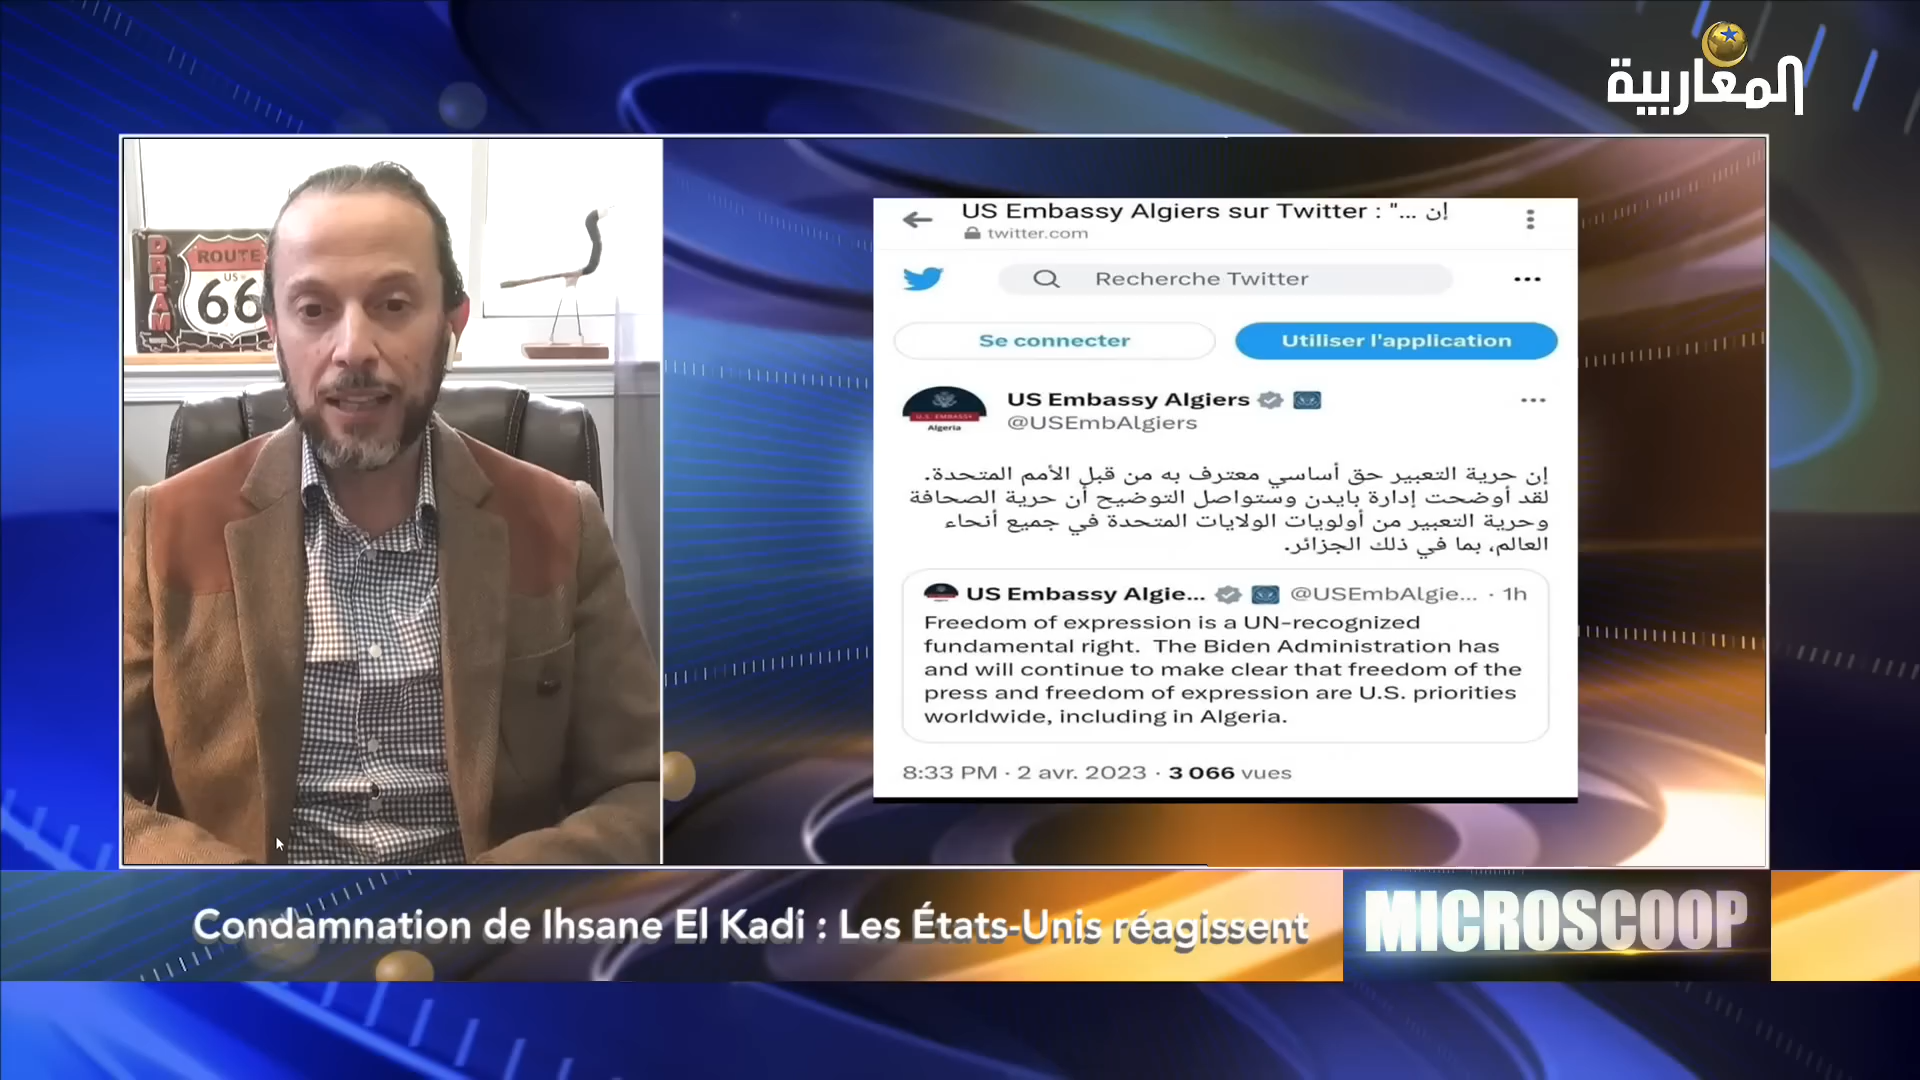 المغاربية
DREAM
ROUTE
US
66
US Embassy Algiers sur Twitter : "... إن
twitter.com
Recherche Twitter
Se connecter
Utiliser l'application
US Embassy Algiers
@USEmbAlgiers
U.S. EMBASSY
Algeria
إن حرية التعبير حق أساسي معترف به من قبل الأمم المتحدة.
لقد أوضحت إدارة بايدن وستواصل التوضيح أن حرية الصحافة
وحرية التعبير من أولويات الولايات المتحدة في جميع أنحاء
العالم، بما في ذلك الجزائر.
US Embassy Algie... @USEmbAlgie... · 1h
Freedom of expression is a UN-recognized
fundamental right. The Biden Administration has
and will continue to make clear that freedom of the
press and freedom of expression are U.S. priorities
worldwide, including in Algeria.
8:33 PM · 2 avr. 2023 · 3 066 vues
Condamnation de Ihsane El Kadi : Les États-Unis réagissent
MICROSCOOP